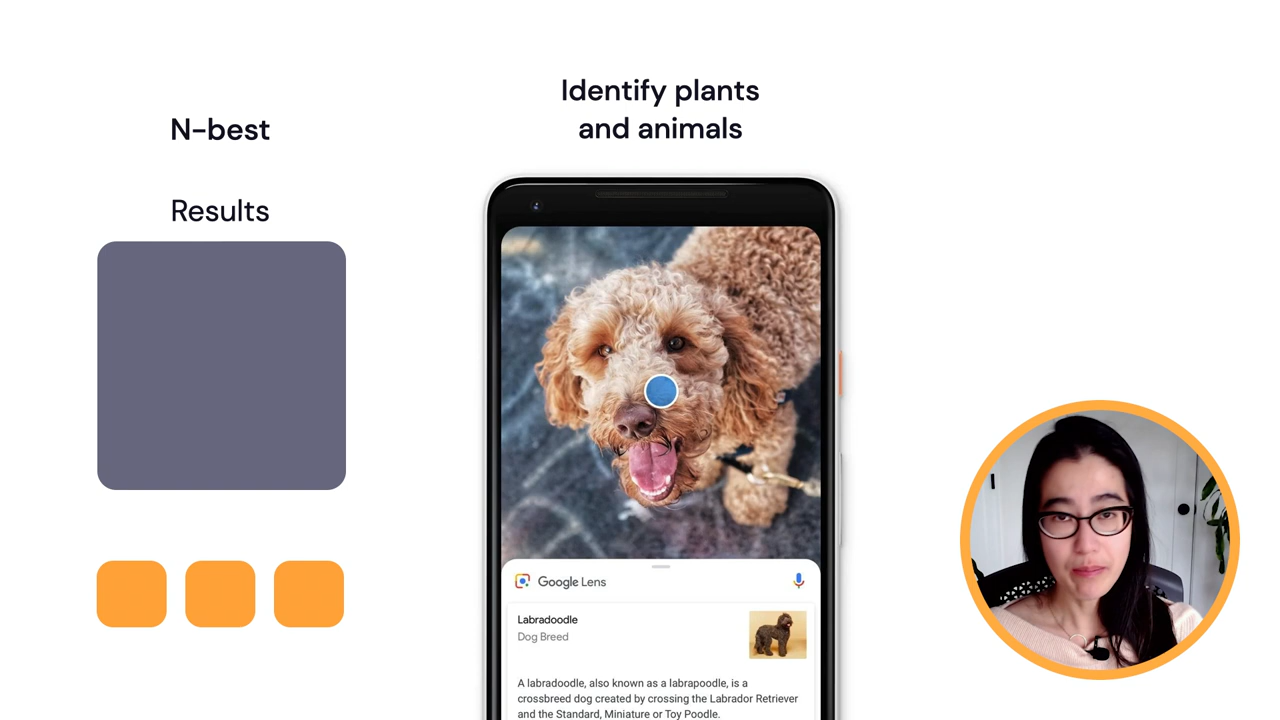 N-best
Results
Identify plants
and animals
Google Lens
Labradoodle
Dog Breed
A labradoodle, also known as a labrapoodle, is a
crossbreed dog created by crossing the Labrador Retriever
and the Standard, Miniature or Toy Poodle.